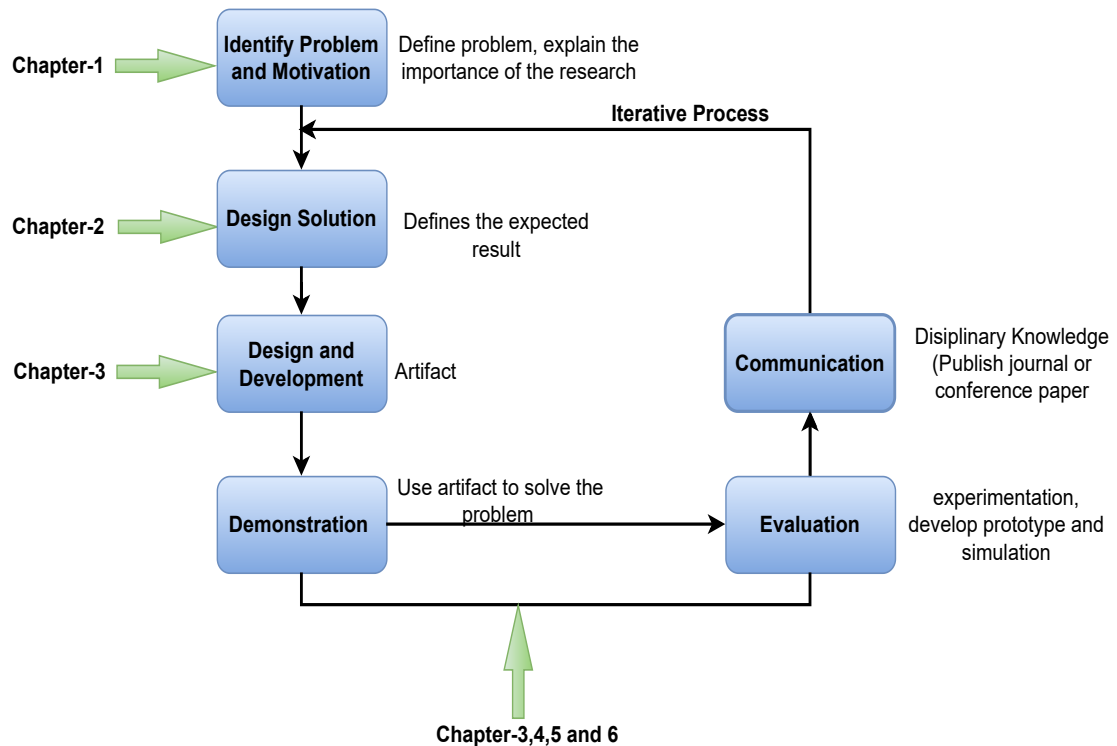 Identify Problem
and Motivation
Define problem, explain the
importance of the research
Chapter-1
Iterative Process
Chapter-2
Design Solution
Defines the expected
result
Chapter-3
Design and
Development
Artifact
Communication
Disiplinary Knowledge
(Publish journal or
conference paper
Demonstration
Use artifact to solve the
problem
Evaluation
experimentation,
develop prototype and
simulation
Chapter-3,4,5 and 6